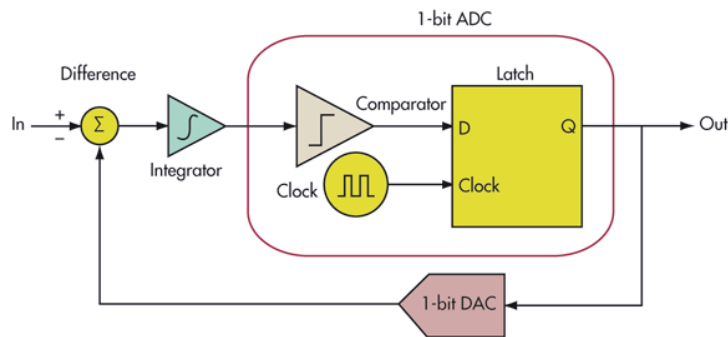 1-bit ADC
Difference
Latch
Comparator
In
+
−
Σ
D
Q
Out
Integrator
Clock
Clock
1-bit DAC